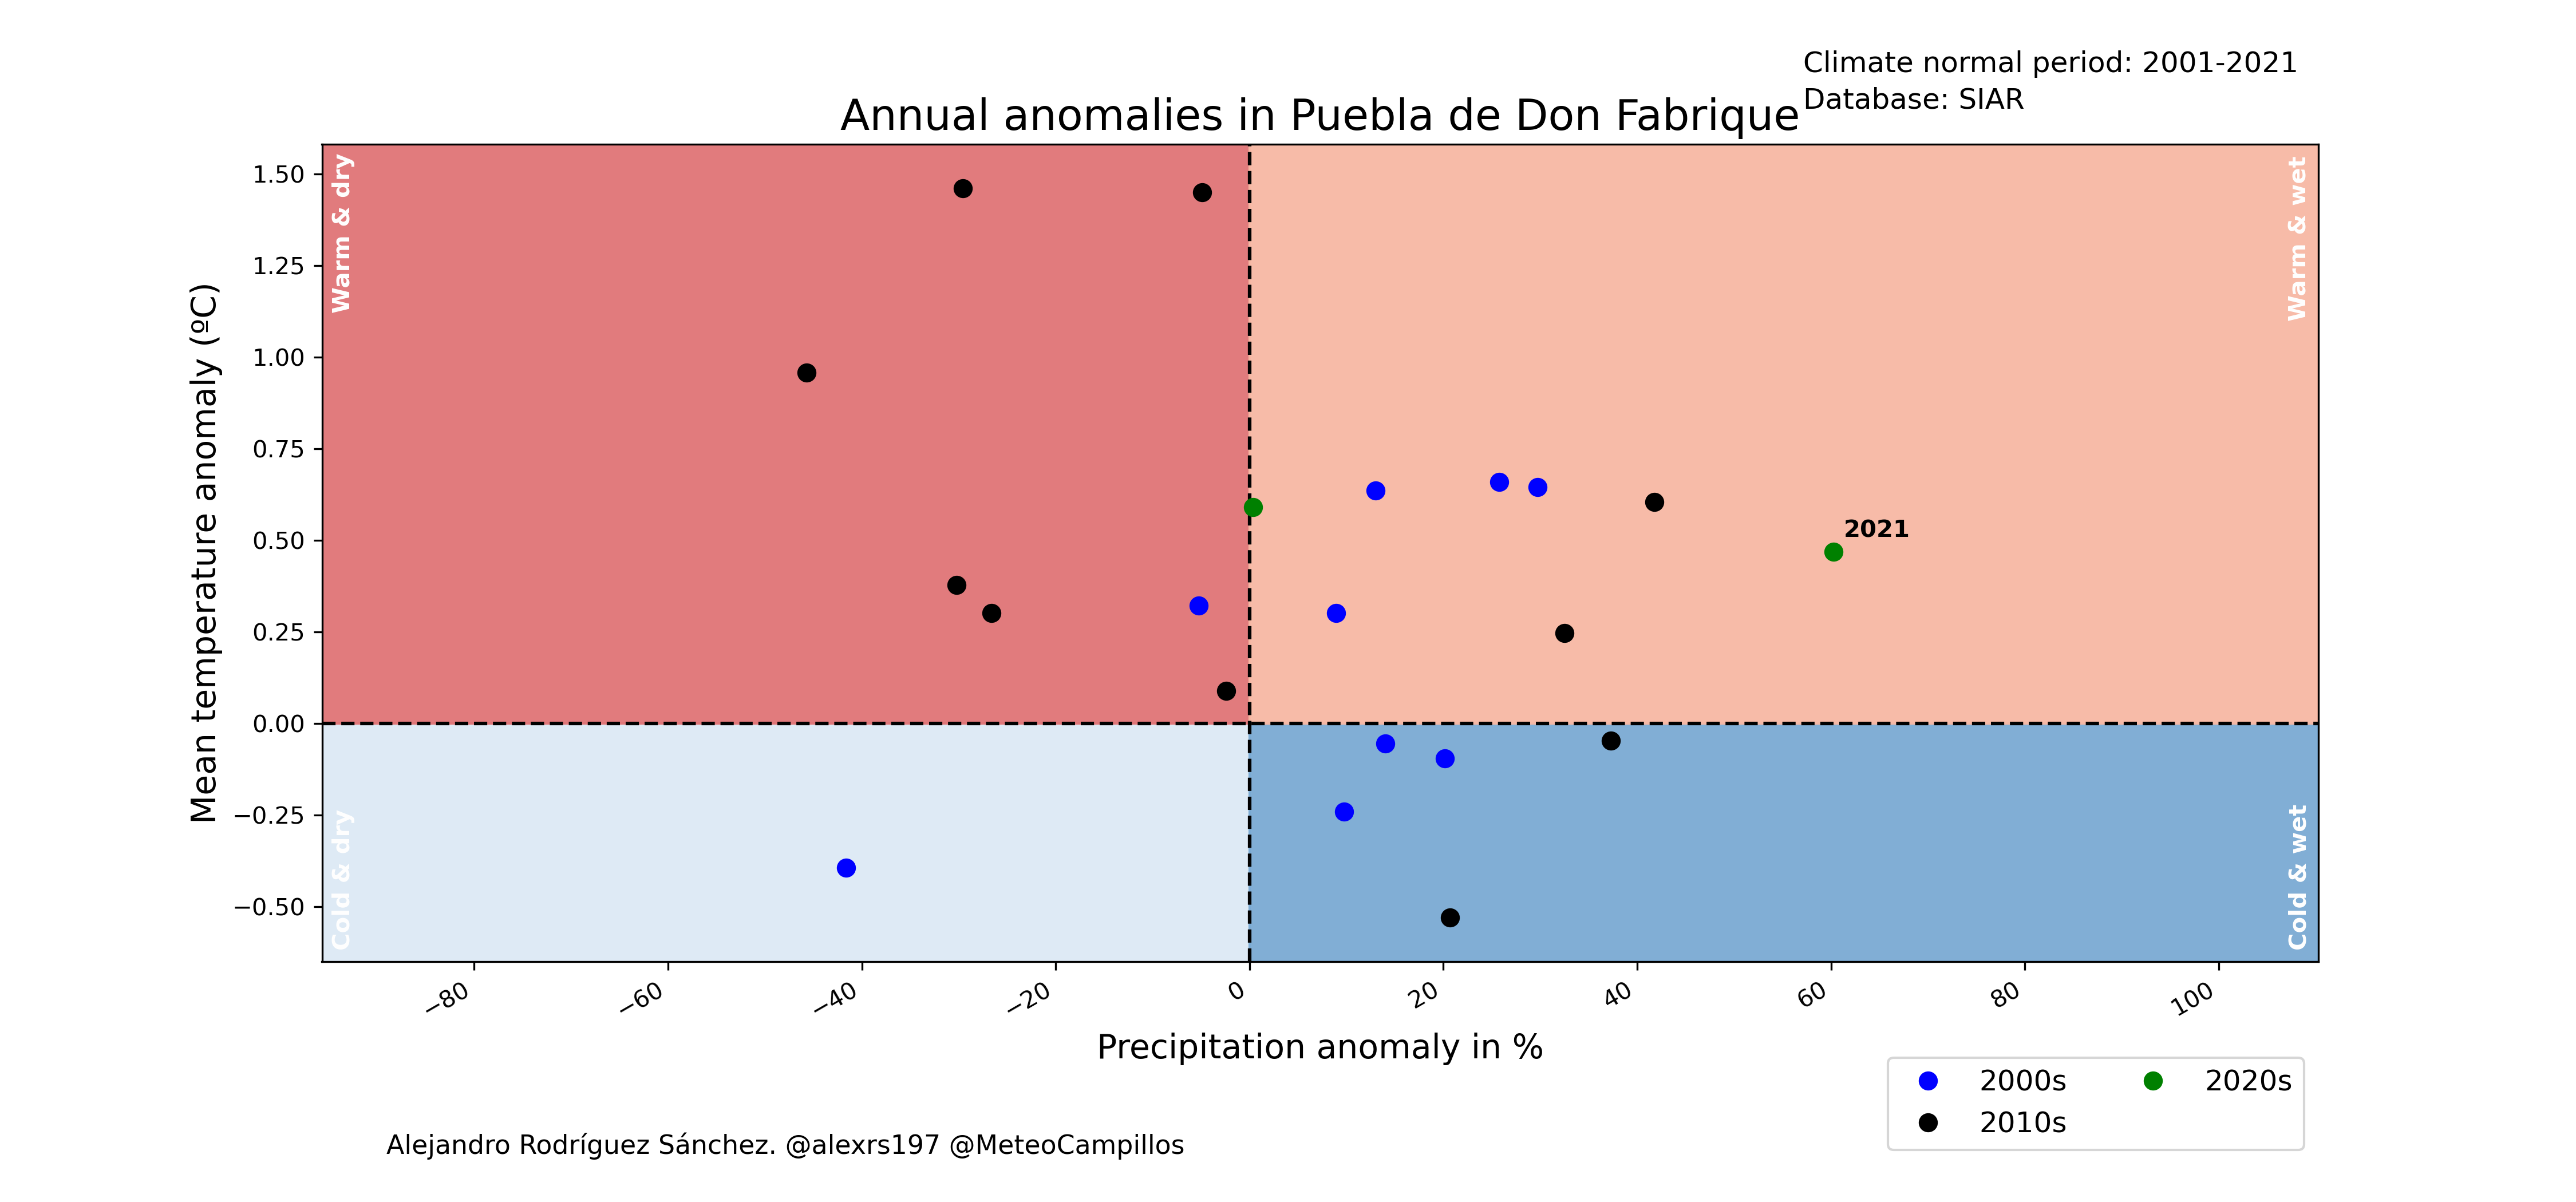 Climate normal period: 2001-2021
Database: SIAR
Annual anomalies in Puebla de Don Fabrique
Warm & dry
Warm & wet
Cold & dry
Cold & wet
Mean temperature anomaly (ºC)
1.50
1.25
1.00
0.75
0.50
0.25
0.00
−0.25
−0.50
2021
−80
−60
−40
−20
0
20
40
60
80
100
Precipitation anomaly in %
2000s
2010s
2020s
Alejandro Rodríguez Sánchez. @alexrs197 @MeteoCampillos